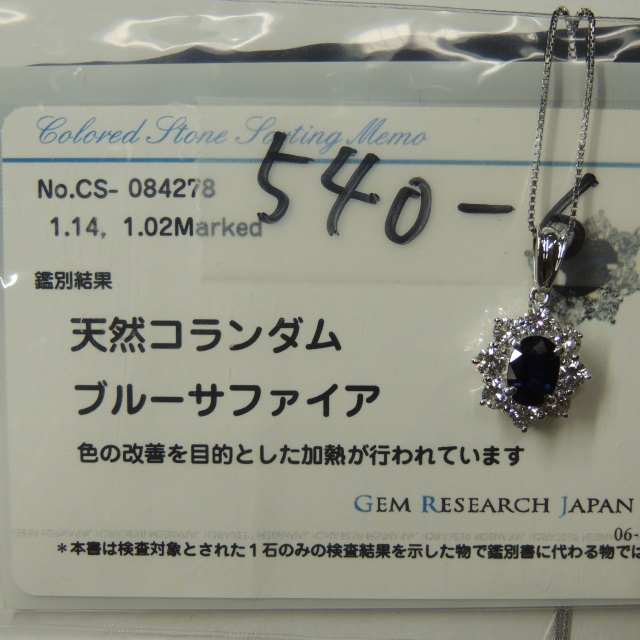 Colored Stone Sorting Memo
No.CS- 084278
540-6
1.14, 1.02Marked
鑑別結果
天然コランダム
ブルーサファイア
色の改善を目的とした加熱が行われています
GEM RESEARCH JAPAN
06-
*本書は検査対象とされた1石のみの検査結果を示した物で鑑別書に代わる物では